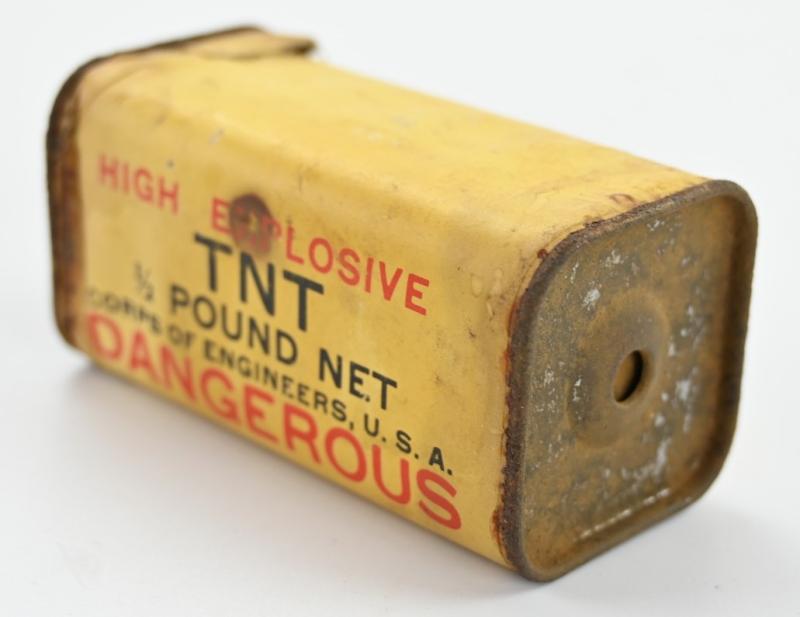 HIGH EXPLOSIVE
TNT
½ POUND NET
CORPS OF ENGINEERS, U.S.A.
DANGEROUS